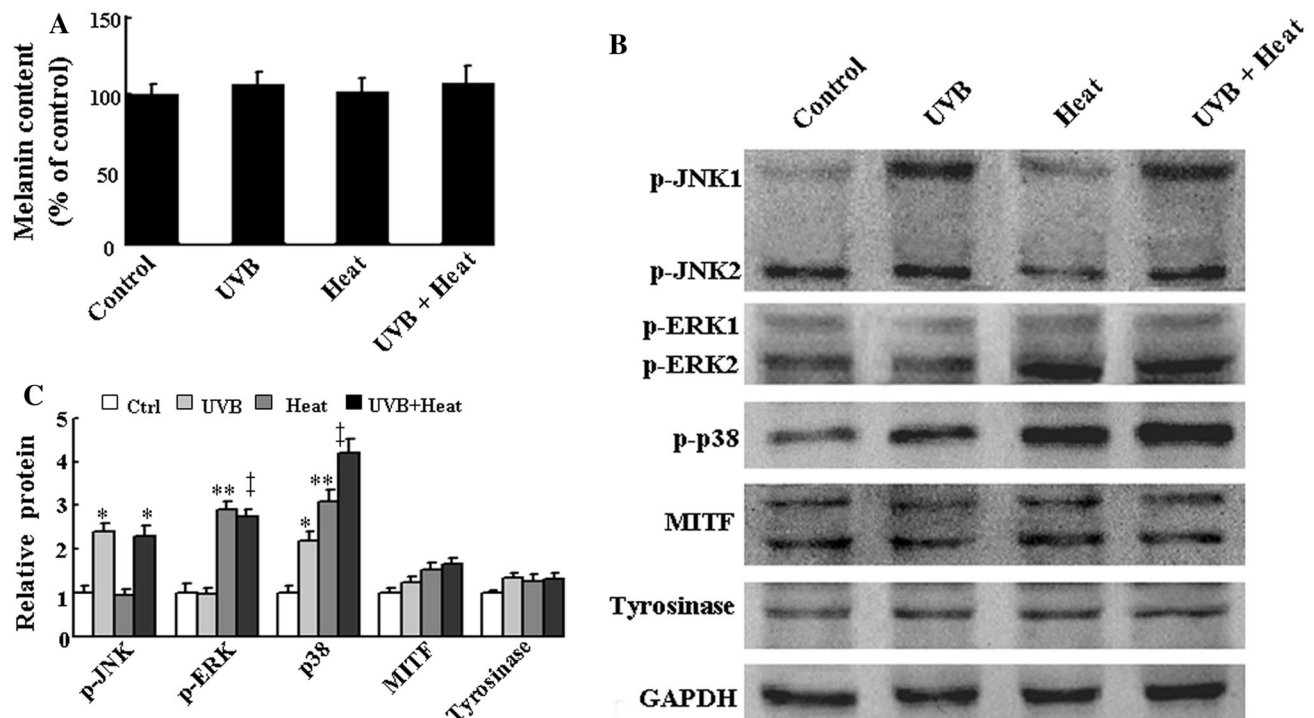 A
150
100
50
0
Melanin content
(% of control)
Control
UVB
Heat
UVB + Heat
B
Control
UVB
Heat
UVB + Heat
p-JNK1
p-JNK2
p-ERK1
p-ERK2
p-p38
MITF
Tyrosinase
GAPDH
C
Ctrl UVB Heat UVB+Heat
5
4
3
2
1
0
Relative protein
* *
** ‡
* ** ‡
p-JNK
p-ERK
p38
MITF
Tyrosinase